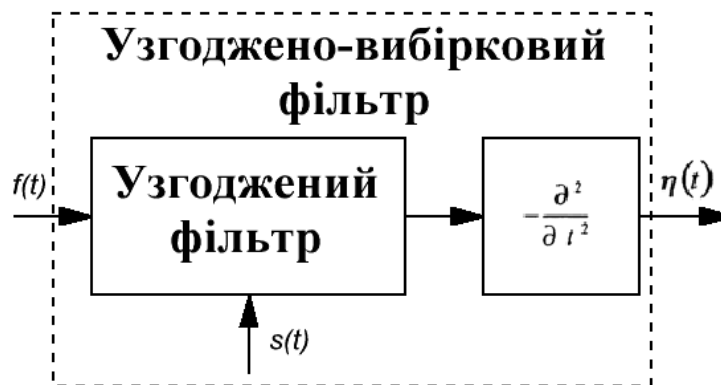 Узгоджено-вибірковий
фільтр
f(t)
Узгоджений
фільтр
-∂²/∂t²
η(t)
s(t)